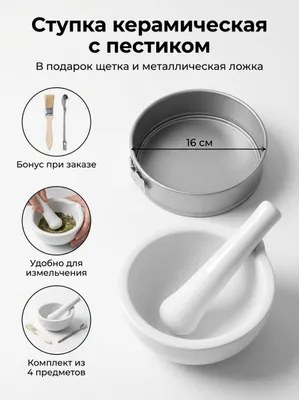 Ступка керамическая
с пестиком
В подарок щетка и металлическая ложка
16 см
Бонус при заказе
Удобно для
измельчения
Комплект из
4 предметов